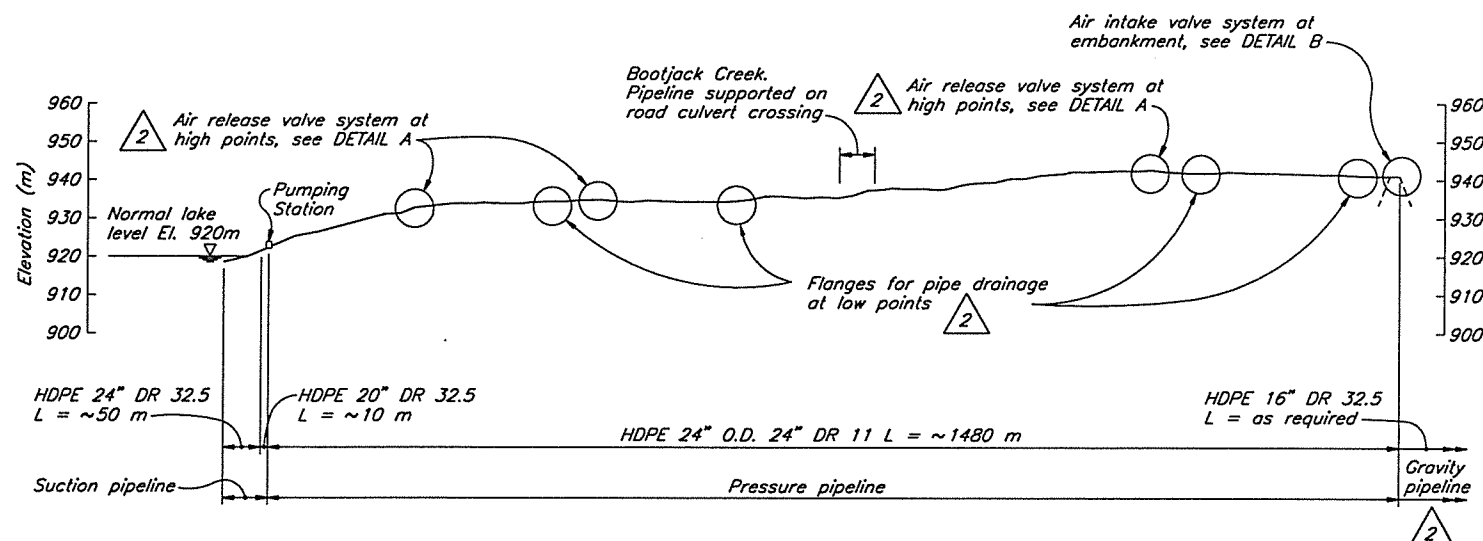 Air intake valve system at
embankment, see DETAIL B
Bootjack Creek.
Pipeline supported on
road culvert crossing
2
Air release valve system at
high points, see DETAIL A
2
Air release valve system at
high points, see DETAIL A
960
950
940
930
920
910
900
Elevation (m)
960
950
940
930
920
910
900
Pumping
Station
Normal lake
level El. 920m
Flanges for pipe drainage
at low points
2
HDPE 24" DR 32.5
L = ~50 m
HDPE 20" DR 32.5
L = ~10 m
HDPE 16" DR 32.5
L = as required
HDPE 24" O.D. 24" DR 11 L = ~1480 m
Suction pipeline
Pressure pipeline
Gravity
pipeline
2